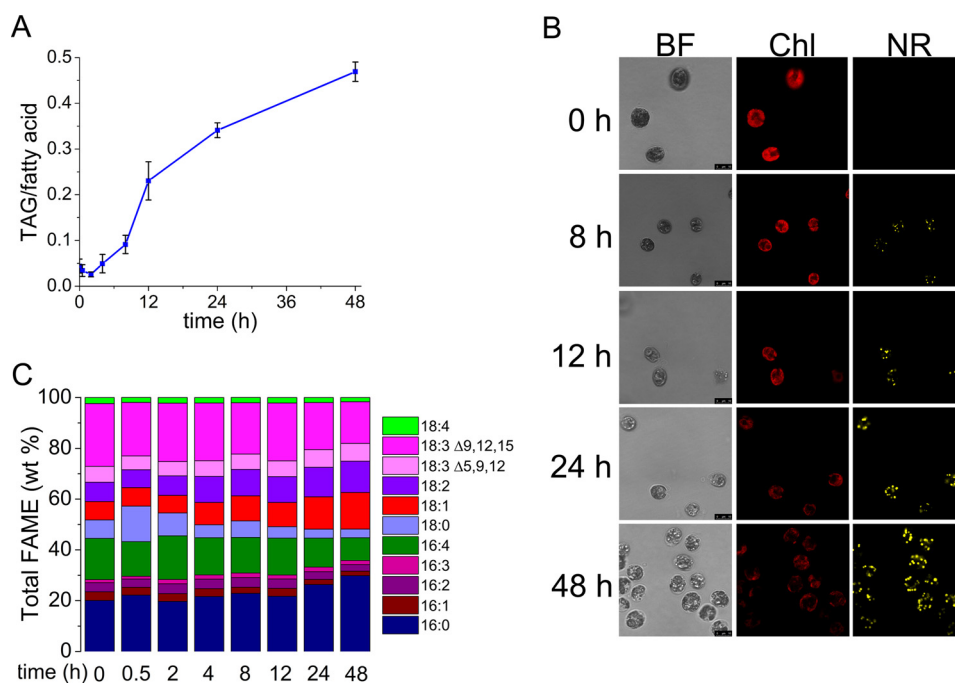 A
TAG/fatty acid
0.5
0.4
0.3
0.2
0.1
0.0
0 12 24 36 48
time (h)
B
BF Chl NR
0 h
8 h
12 h
24 h
48 h
C
Total FAME (wt %)
100
80
60
40
20
0
time (h) 0 0.5 2 4 8 12 24 48
18:4
18:3 Δ9,12,15
18:3 Δ5,9,12
18:2
18:1
18:0
16:4
16:3
16:2
16:1
16:0